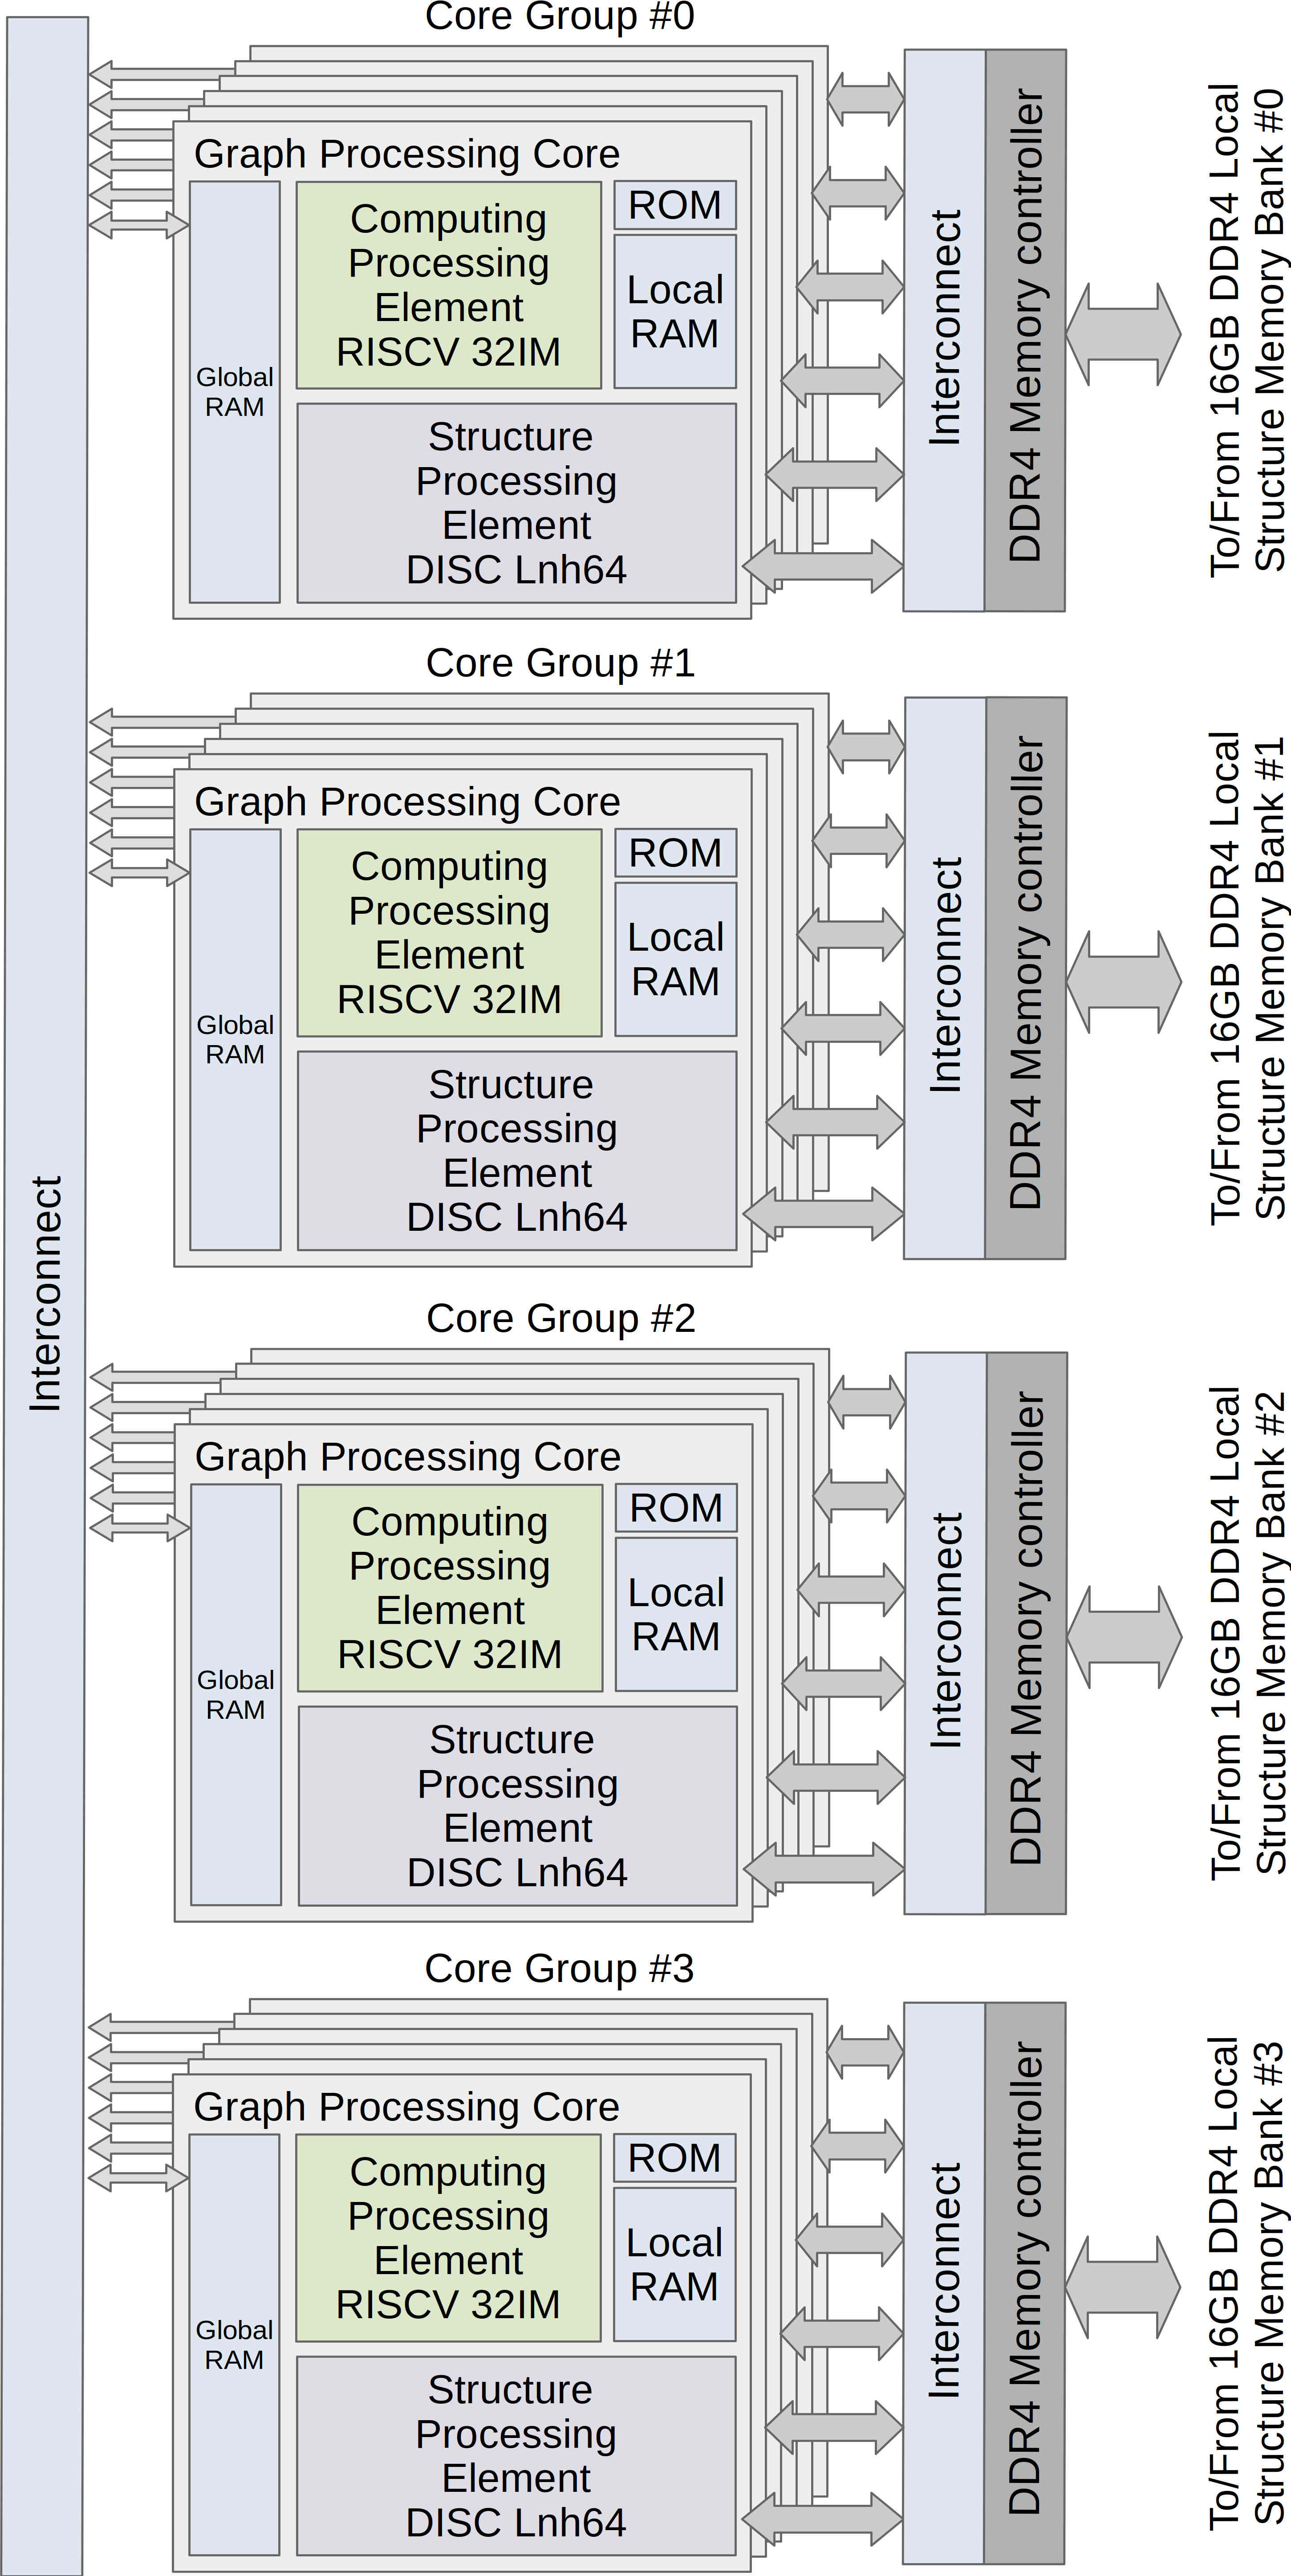 Interconnect
Core Group #0
Graph Processing Core
Global
RAM
Computing
Processing
Element
RISCV 32IM
ROM
Local
RAM
Structure
Processing
Element
DISC Lnh64
Interconnect
DDR4 Memory controller
To/From 16GB DDR4 Local
Structure Memory Bank #0
Core Group #1
Graph Processing Core
Global
RAM
Computing
Processing
Element
RISCV 32IM
ROM
Local
RAM
Structure
Processing
Element
DISC Lnh64
Interconnect
DDR4 Memory controller
To/From 16GB DDR4 Local
Structure Memory Bank #1
Core Group #2
Graph Processing Core
Global
RAM
Computing
Processing
Element
RISCV 32IM
ROM
Local
RAM
Structure
Processing
Element
DISC Lnh64
Interconnect
DDR4 Memory controller
To/From 16GB DDR4 Local
Structure Memory Bank #2
Core Group #3
Graph Processing Core
Global
RAM
Computing
Processing
Element
RISCV 32IM
ROM
Local
RAM
Structure
Processing
Element
DISC Lnh64
Interconnect
DDR4 Memory controller
To/From 16GB DDR4 Local
Structure Memory Bank #3